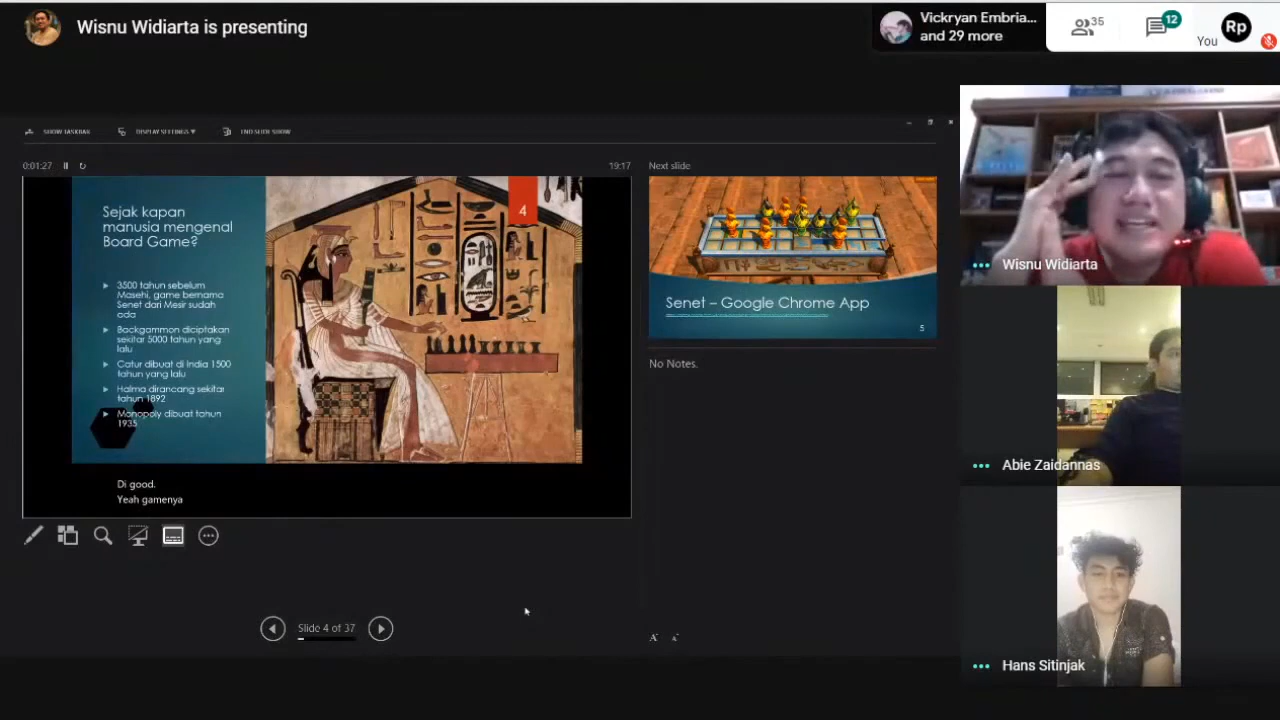 Wisnu Widiarta is presenting
Vickryan Embria...
and 29 more
35
12
You
Rp
SHOW TASKBAR
DISPLAY SETTINGS ▼
END SLIDE SHOW
0:01:27
19:17
Sejak kapan
manusia mengenal
Board Game?
4
3500 tahun sebelum
Masehi, game bernama
Senet dari Mesir sudah
ada
Backgammon diciptakan
sekitar 5000 tahun yang
lalu
Catur dibuat di India 1500
tahun yang lalu
Halma dirancang sekitar
tahun 1892
Monopoly dibuat tahun
1935
Di good.
Yeah gamenya
Slide 4 of 37
Next slide
Senet – Google Chrome App
5
No Notes.
A
A
Wisnu Widiarta
Abie Zaidannas
Hans Sitinjak